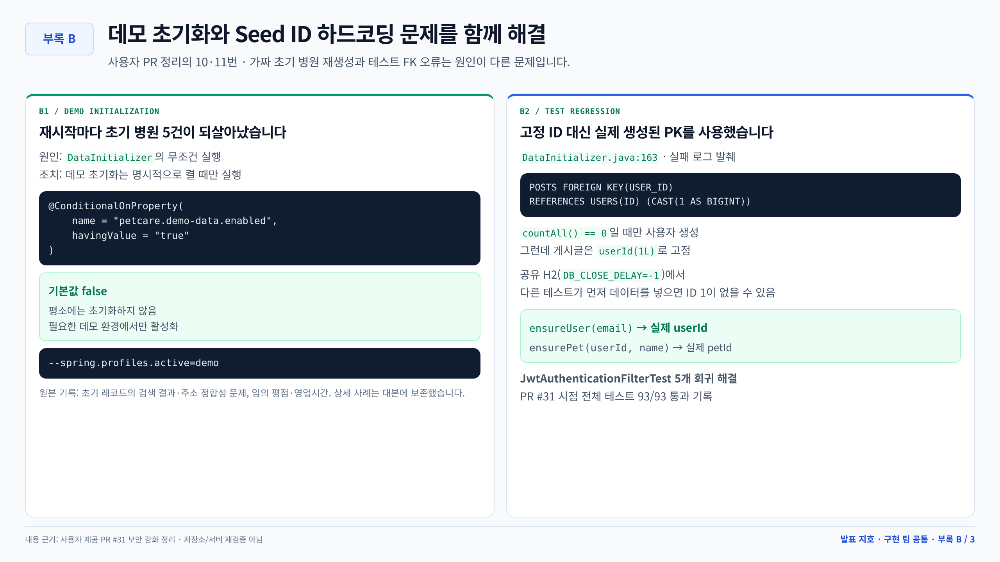 부록 B
데모 초기화와 Seed ID 하드코딩 문제를 함께 해결
사용자 PR 정리의 10·11번 · 가짜 초기 병원 재생성과 테스트 FK 오류는 원인이 다른 문제입니다.
B1 / DEMO INITIALIZATION
재시작마다 초기 병원 5건이 되살아났습니다
원인: DataInitializer의 무조건 실행
조치: 데모 초기화는 명시적으로 켤 때만 실행
@ConditionalOnProperty(
    name = "petcare.demo-data.enabled",
    havingValue = "true"
)
기본값 false
평소에는 초기화하지 않음
필요한 데모 환경에서만 활성화
--spring.profiles.active=demo
원본 기록: 초기 레코드의 검색 결과·주소 정합성 문제, 임의 평점·영업시간. 상세 사례는 대본에 보존했습니다.
B2 / TEST REGRESSION
고정 ID 대신 실제 생성된 PK를 사용했습니다
DataInitializer.java:163 · 실패 로그 발췌
POSTS FOREIGN KEY(USER_ID)
REFERENCES USERS(ID) (CAST(1 AS BIGINT))
countAll() == 0일 때만 사용자 생성
그런데 게시글은 userId(1L)로 고정
공유 H2(DB_CLOSE_DELAY=-1)에서
다른 테스트가 먼저 데이터를 넣으면 ID 1이 없을 수 있음
ensureUser(email) → 실제 userId
ensurePet(userId, name) → 실제 petId
JwtAuthenticationFilterTest 5개 회귀 해결
PR #31 시점 전체 테스트 93/93 통과 기록
내용 근거: 사용자 제공 PR #31 보안 강화 정리 · 저장소/서버 재검증 아님
발표 지호 · 구현 팀 공통 · 부록 B / 3